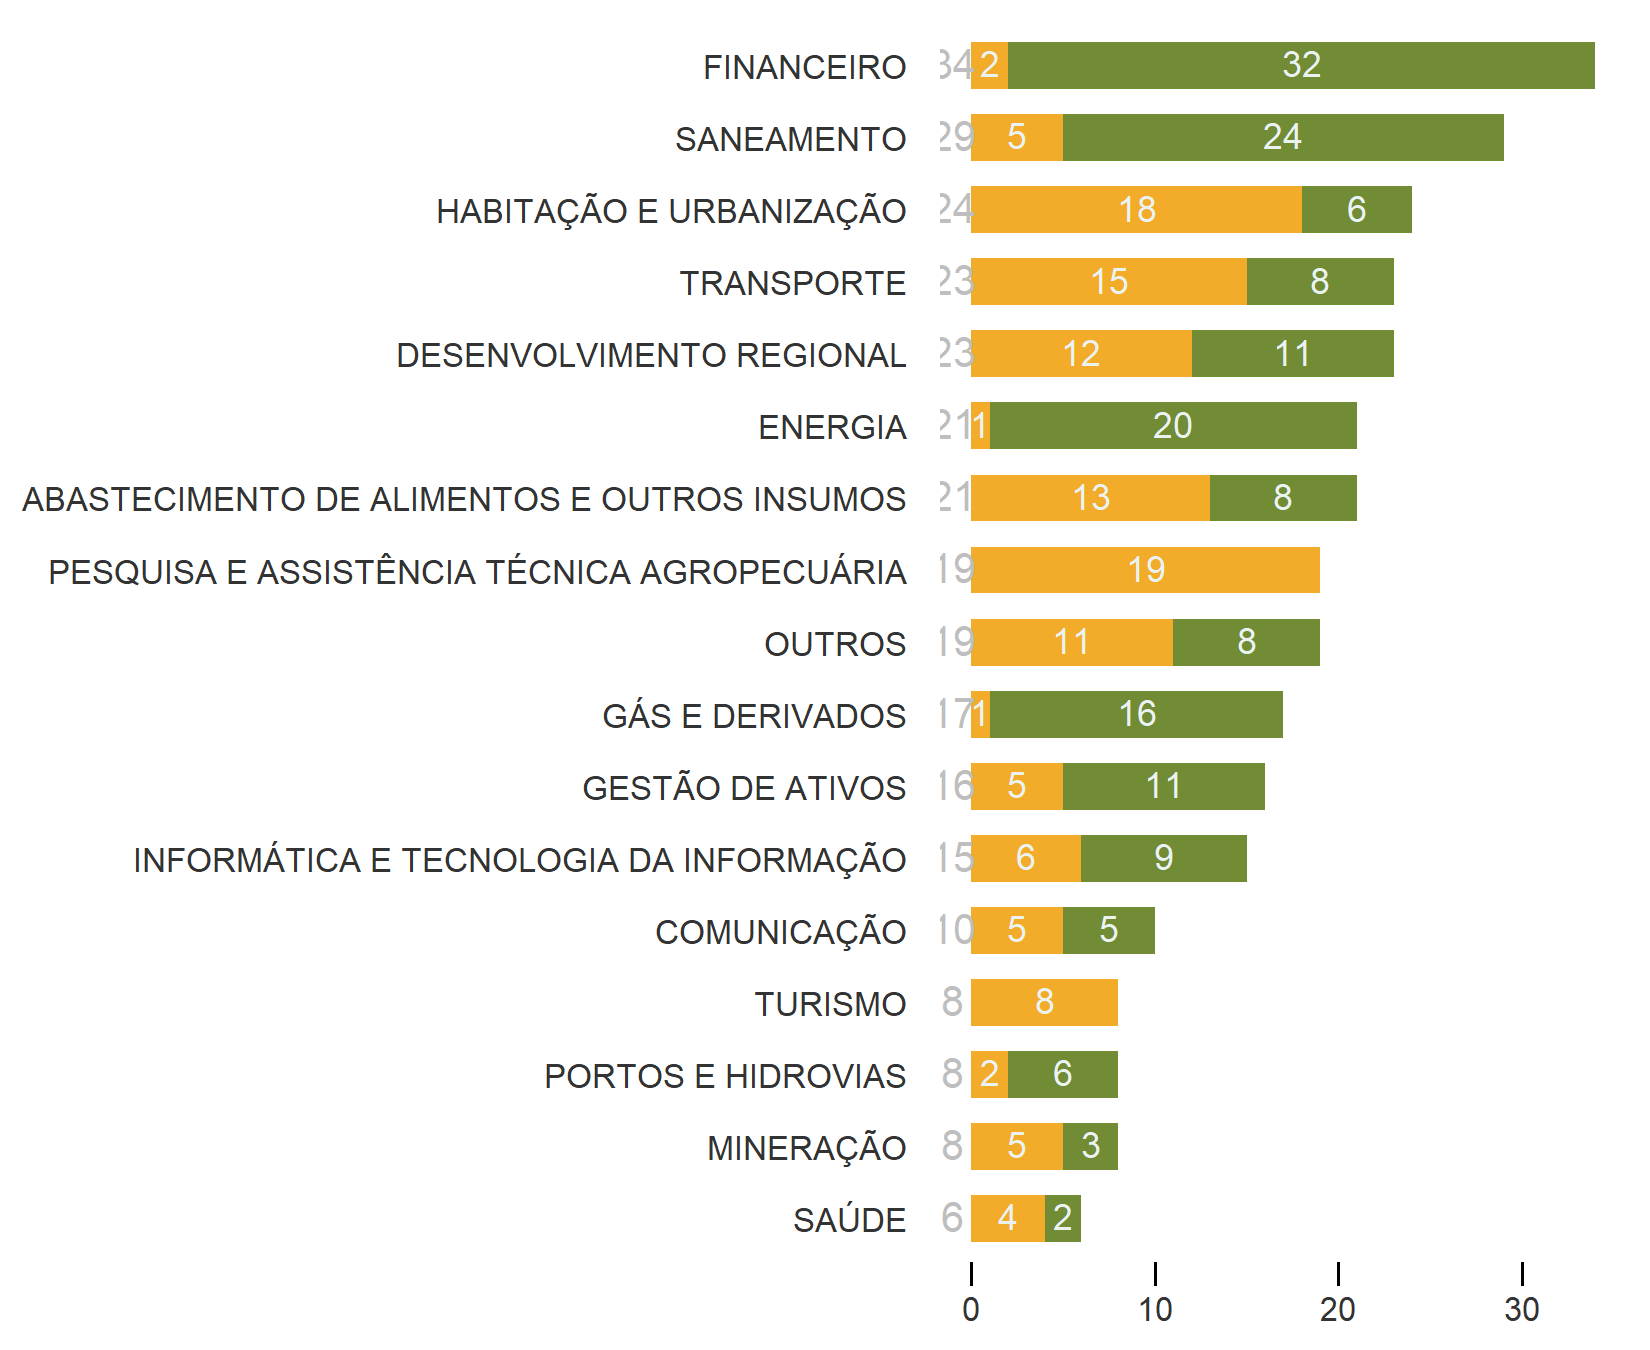 FINANCEIRO 34 2 32
SANEAMENTO 29 5 24
HABITAÇÃO E URBANIZAÇÃO 24 18 6
TRANSPORTE 23 15 8
DESENVOLVIMENTO REGIONAL 23 12 11
ENERGIA 21 1 20
ABASTECIMENTO DE ALIMENTOS E OUTROS INSUMOS 21 13 8
PESQUISA E ASSISTÊNCIA TÉCNICA AGROPECUÁRIA 19 19
OUTROS 19 11 8
GÁS E DERIVADOS 17 1 16
GESTÃO DE ATIVOS 16 5 11
INFORMÁTICA E TECNOLOGIA DA INFORMAÇÃO 15 6 9
COMUNICAÇÃO 10 5 5
TURISMO 8 8
PORTOS E HIDROVIAS 8 2 6
MINERAÇÃO 8 5 3
SAÚDE 6 4 2
0 10 20 30